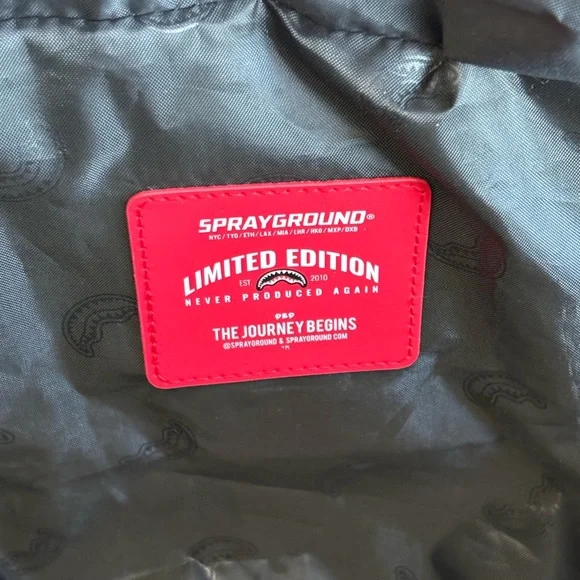 SPRAYGROUND®
NYC / TYO / ETH / LAX / MIA / LHR / HKG / MXP / DXB
LIMITED EDITION
EST. 2010
NEVER PRODUCED AGAIN
THE JOURNEY BEGINS
@SPRAYGROUND & SPRAYGROUND.COM